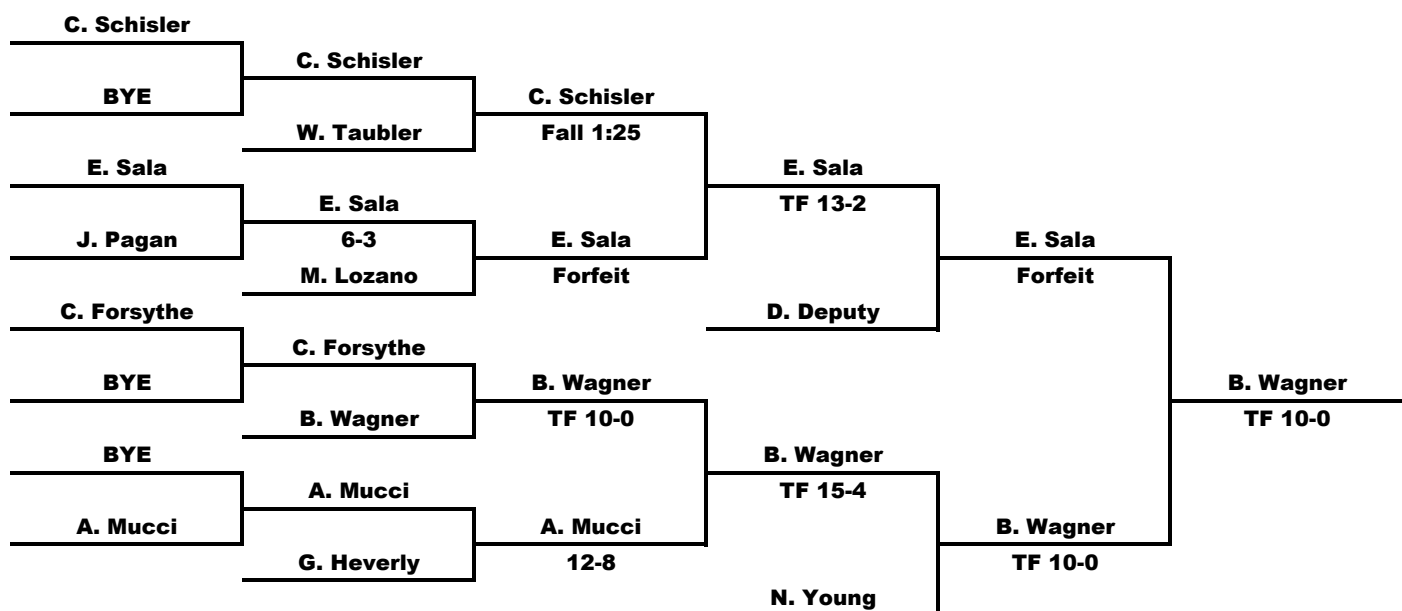 C. Schisler
BYE
E. Sala
J. Pagan
C. Forsythe
BYE
BYE
A. Mucci
C. Schisler
W. Taubler
E. Sala
6-3
M. Lozano
C. Forsythe
B. Wagner
A. Mucci
G. Heverly
C. Schisler
Fall 1:25
E. Sala
Forfeit
B. Wagner
TF 10-0
A. Mucci
12-8
E. Sala
TF 13-2
D. Deputy
B. Wagner
TF 15-4
N. Young
E. Sala
Forfeit
B. Wagner
TF 10-0
B. Wagner
TF 10-0